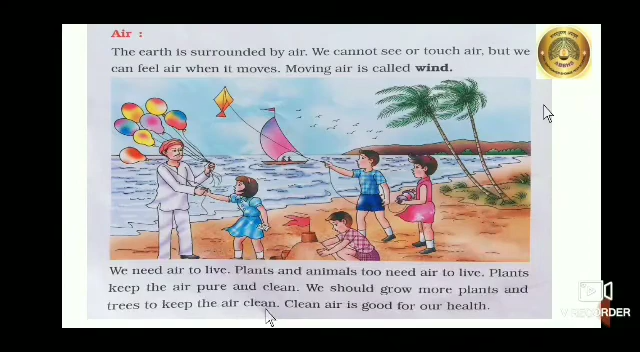 Air :
The earth is surrounded by air. We cannot see or touch air, but we
can feel air when it moves. Moving air is called wind.
We need air to live. Plants and animals too need air to live. Plants
keep the air pure and clean. We should grow more plants and
trees to keep the air clean. Clean air is good for our health.
V RECORDER